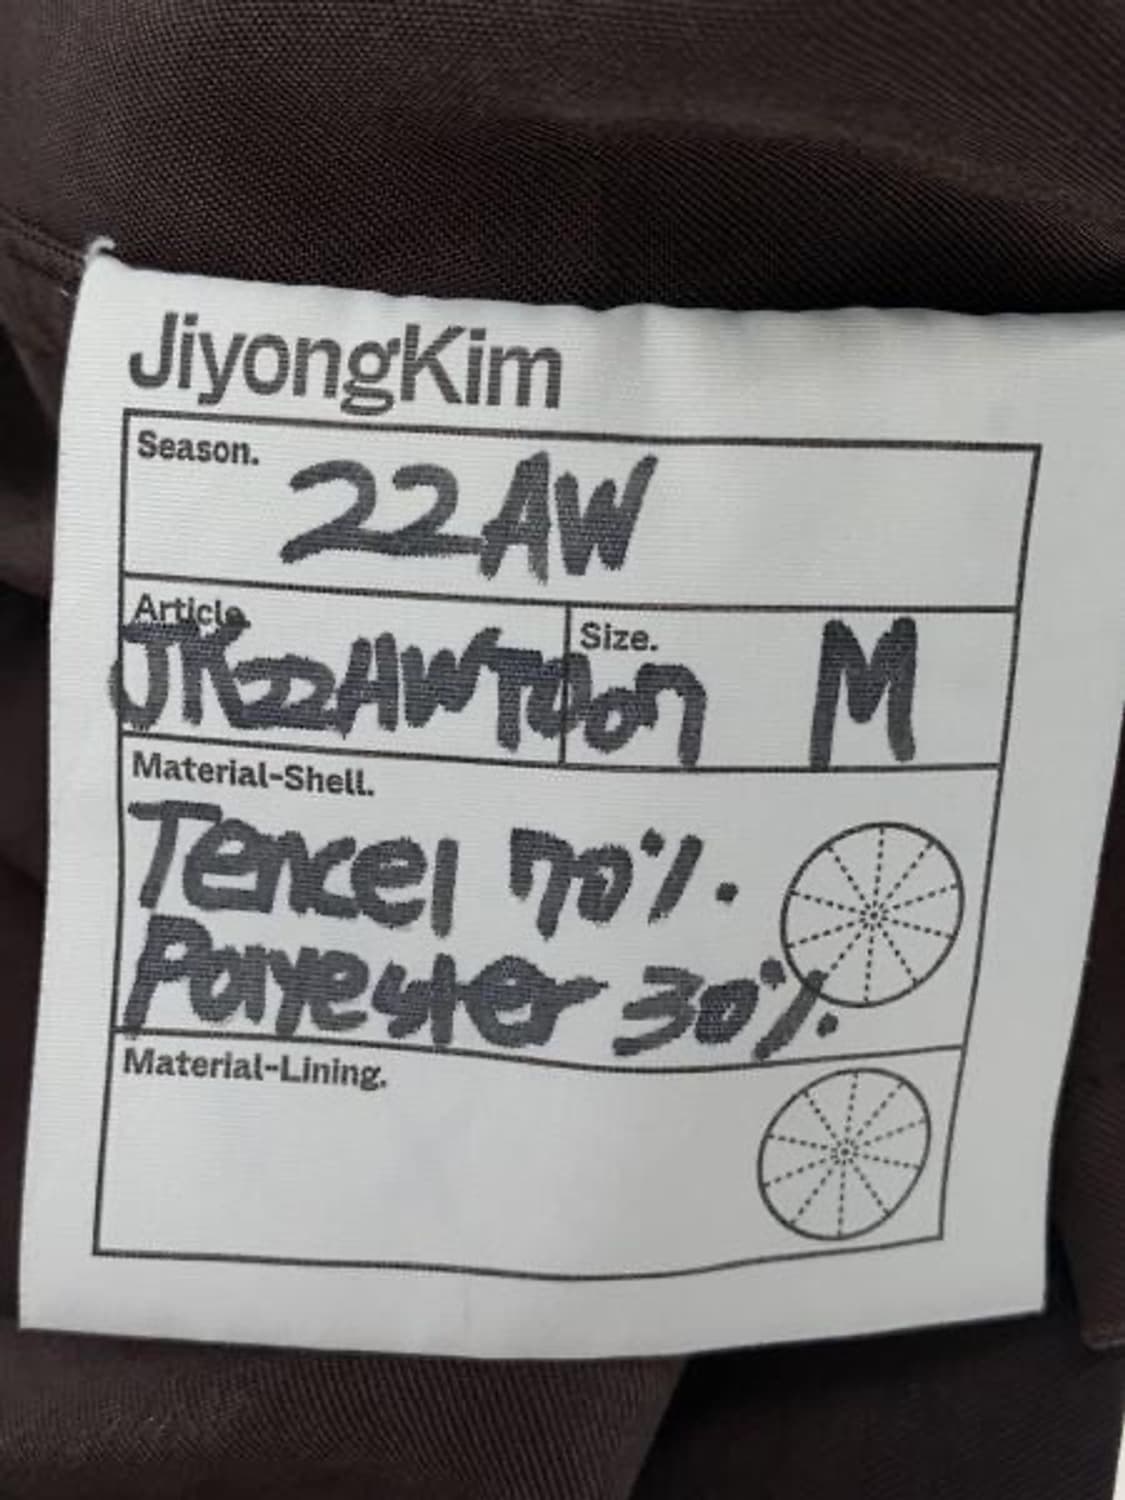 JiyongKim
Season.
22AW
Article.
JK22AWT007
Size.
M
Material-Shell.
Tencel 70%.
Polyester 30%.
Material-Lining.